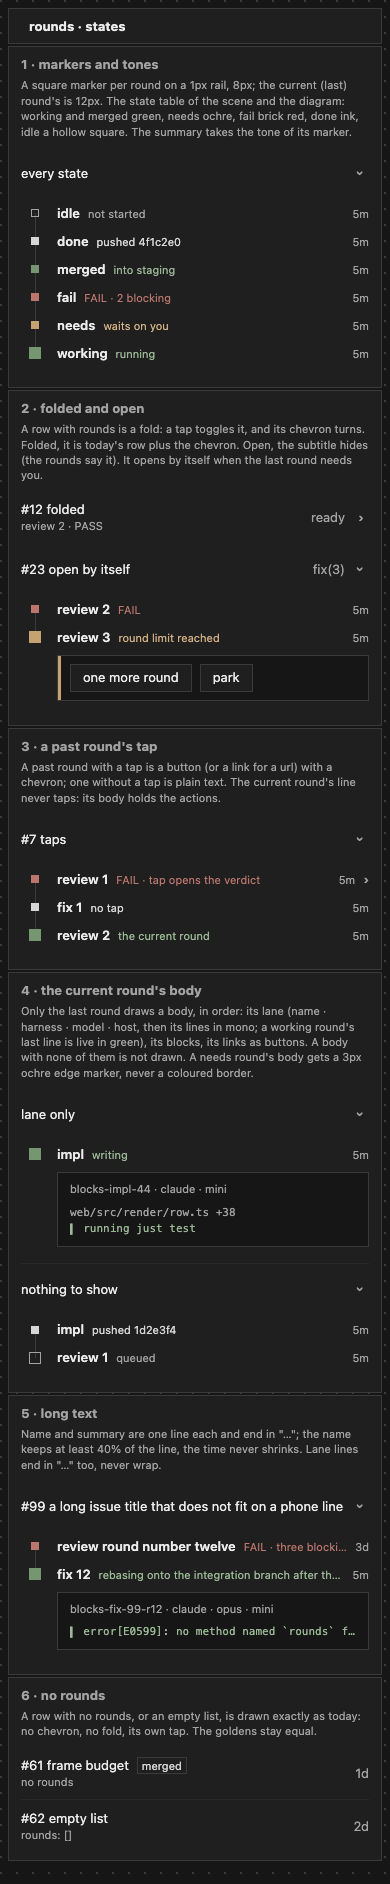 rounds · states
1 · markers and tones
A square marker per round on a 1px rail, 8px; the current (last)
round's is 12px. The state table of the scene and the diagram:
working and merged green, needs ochre, fail brick red, done ink,
idle a hollow square. The summary takes the tone of its marker.
every state
idle not started 5m
done pushed 4f1c2e0 5m
merged into staging 5m
fail FAIL · 2 blocking 5m
needs waits on you 5m
working running 5m
2 · folded and open
A row with rounds is a fold: a tap toggles it, and its chevron turns.
Folded, it is today's row plus the chevron. Open, the subtitle hides
(the rounds say it). It opens by itself when the last round needs
you.
#12 folded ready ›
review 2 · PASS
#23 open by itself fix(3)
review 2 FAIL 5m
review 3 round limit reached 5m
one more round park
3 · a past round's tap
A past round with a tap is a button (or a link for a url) with a
chevron; one without a tap is plain text. The current round's line
never taps: its body holds the actions.
#7 taps
review 1 FAIL · tap opens the verdict 5m ›
fix 1 no tap 5m
review 2 the current round 5m
4 · the current round's body
Only the last round draws a body, in order: its lane (name ·
harness · model · host, then its lines in mono; a working round's
last line is live in green), its blocks, its links as buttons. A body
with none of them is not drawn. A needs round's body gets a 3px
ochre edge marker, never a coloured border.
lane only
impl writing 5m
blocks-impl-44 · claude · mini
web/src/render/row.ts +38
running just test
nothing to show
impl pushed 1d2e3f4 5m
review 1 queued 5m
5 · long text
Name and summary are one line each and end in "…"; the name
keeps at least 40% of the line, the time never shrinks. Lane lines
end in "…" too, never wrap.
#99 a long issue title that does not fit on a phone line
review round number twelve FAIL · three blocki… 3d
fix 12 rebasing onto the integration branch after th… 5m
blocks-fix-99-r12 · claude · opus · mini
error[E0599]: no method named `rounds` f…
6 · no rounds
A row with no rounds, or an empty list, is drawn exactly as today:
no chevron, no fold, its own tap. The goldens stay equal.
#61 frame budget merged 1d
no rounds
#62 empty list 2d
rounds: []